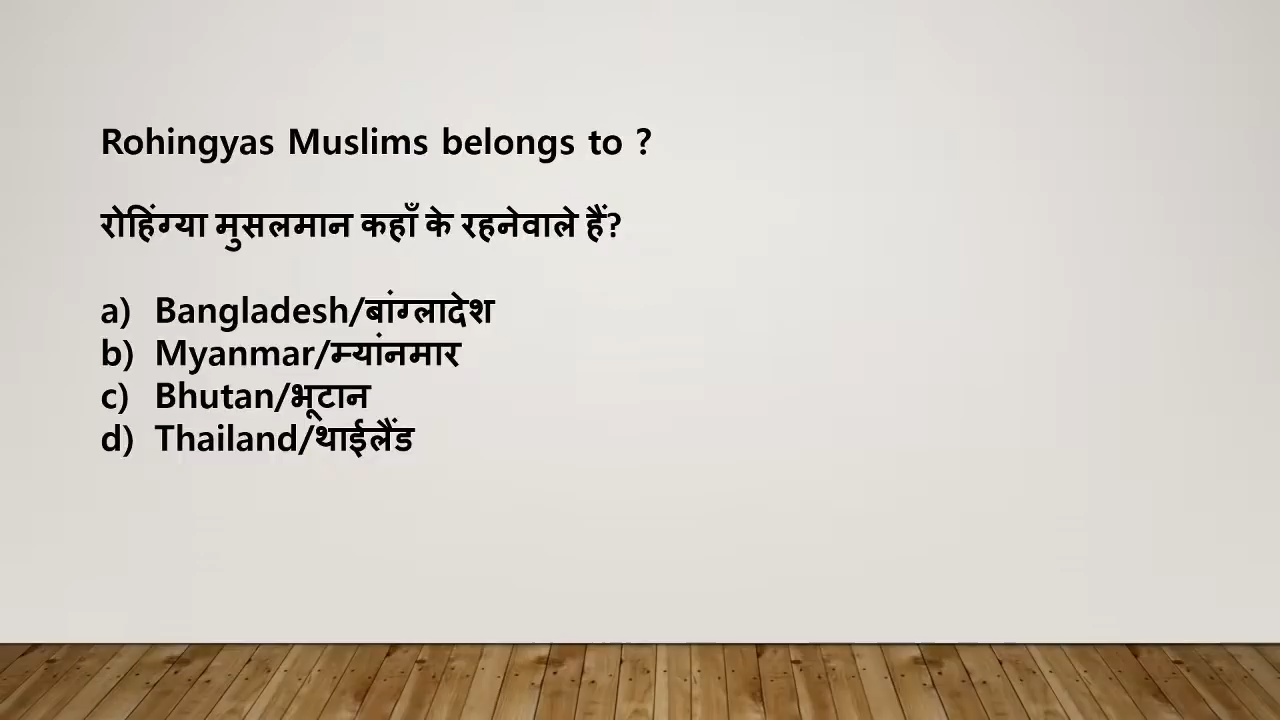 Rohingyas Muslims belongs to ?
रोहिंग्या मुसलमान कहाँ के रहनेवाले हैं?
a) Bangladesh/बांग्लादेश
b) Myanmar/म्यांनमार
c) Bhutan/भूटान
d) Thailand/थाईलैंड